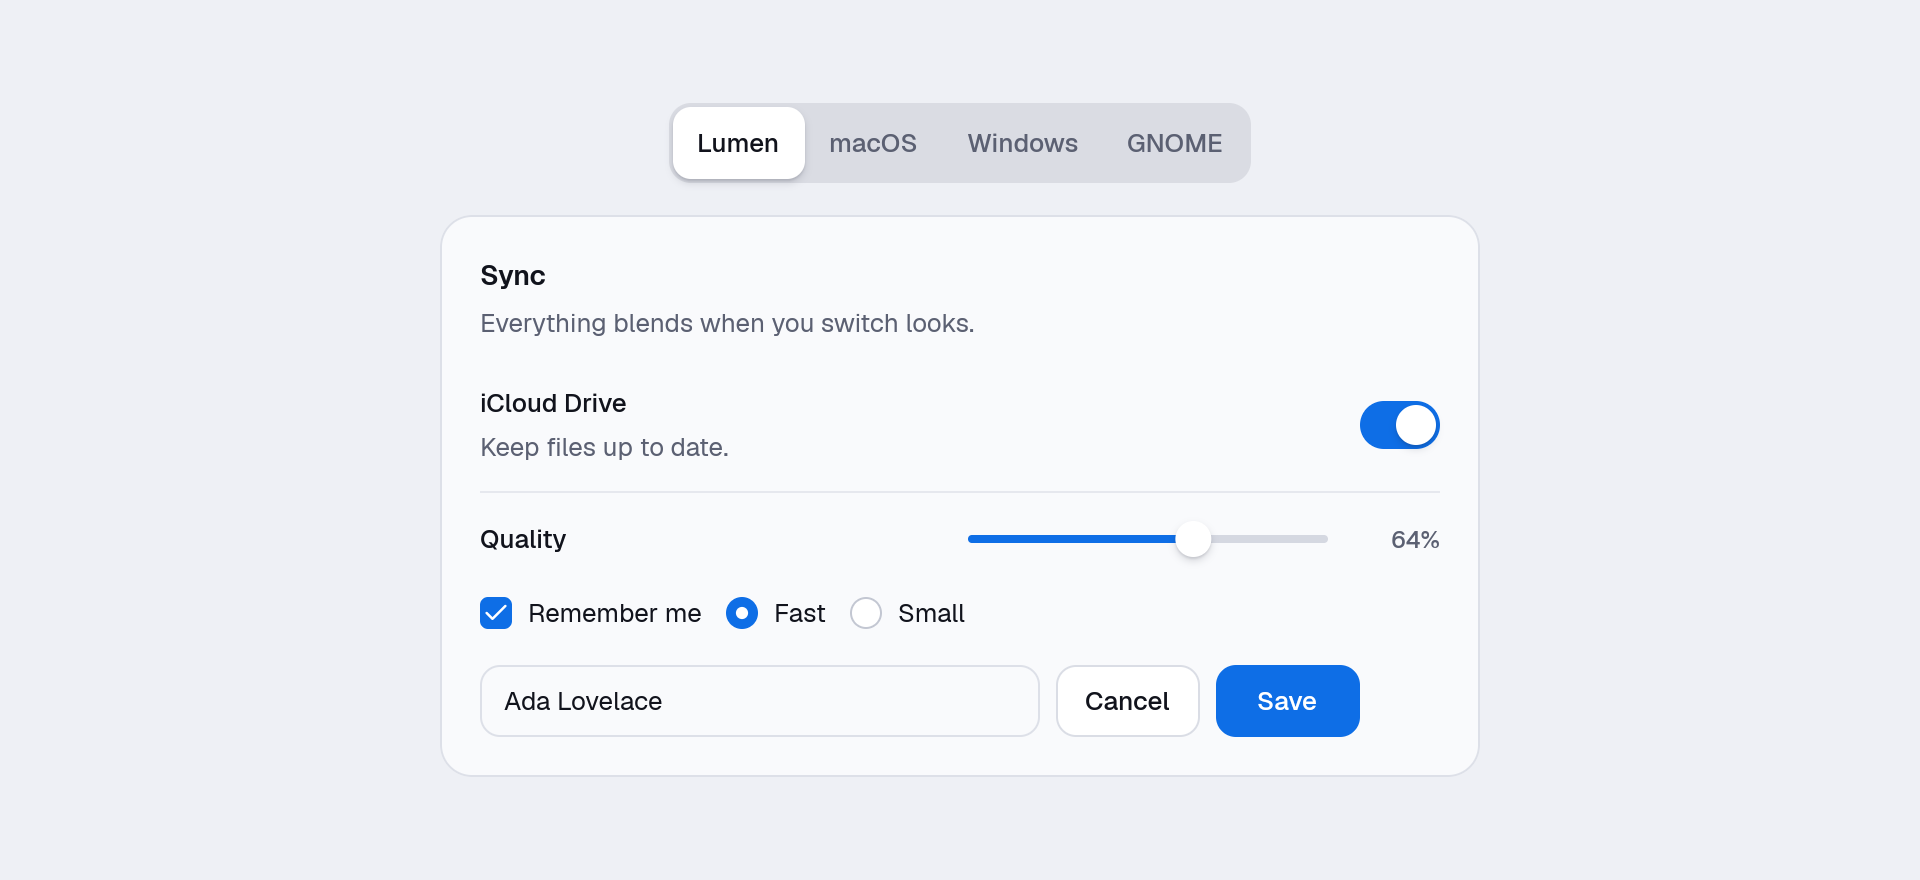 Lumen macOS Windows GNOME
Sync
Everything blends when you switch looks.
iCloud Drive
Keep files up to date.
Quality 64%
Remember me Fast Small
Ada Lovelace Cancel Save